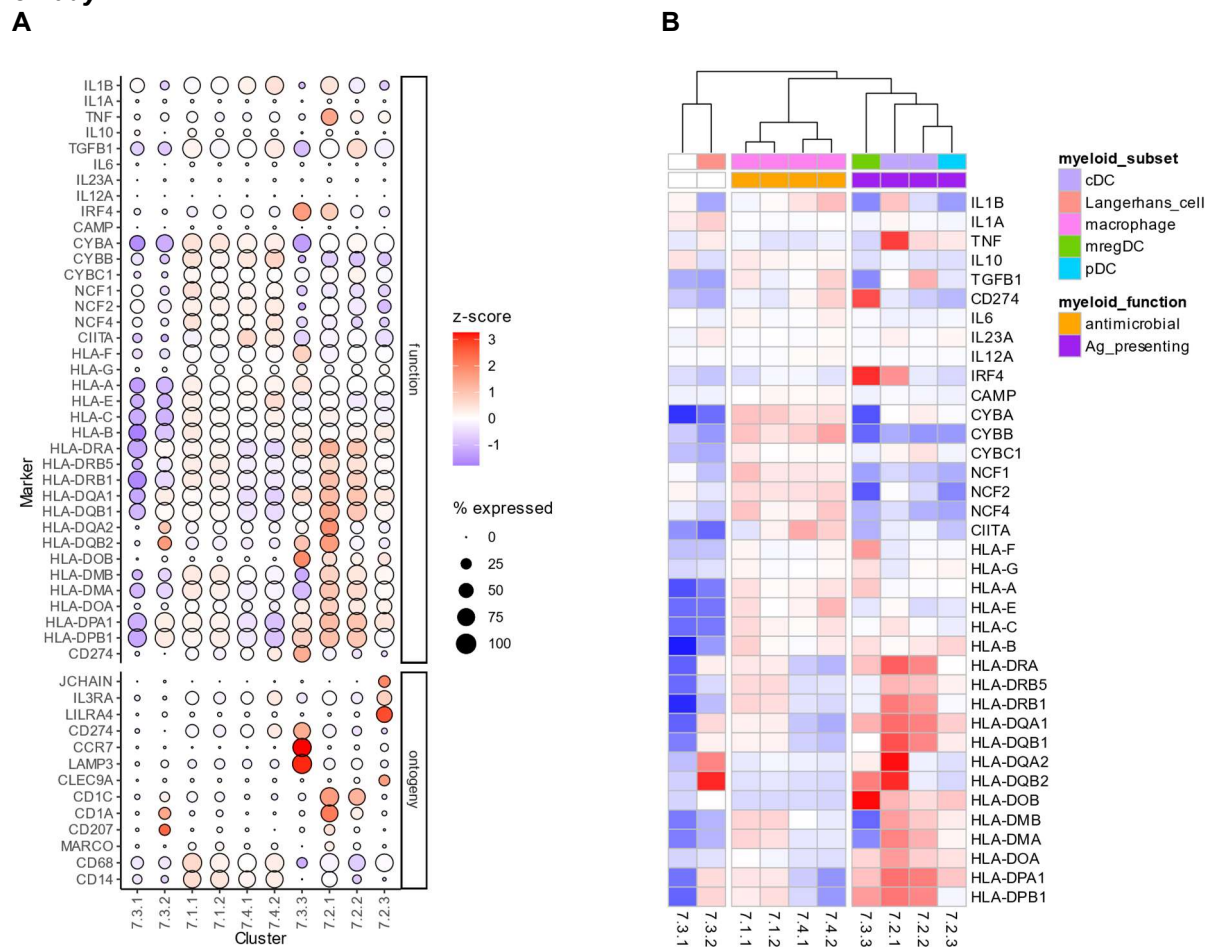 A
B
IL1B
IL1A
TNF
IL10
TGFB1
IL6
IL23A
IL12A
IRF4
CAMP
CYBA
CYBB
CYBC1
NCF1
NCF2
NCF4
CIITA
HLA-F
HLA-G
HLA-A
HLA-E
HLA-C
HLA-B
HLA-DRA
HLA-DRB5
HLA-DRB1
HLA-DQA1
HLA-DQB1
HLA-DQA2
HLA-DQB2
HLA-DOB
HLA-DMB
HLA-DMA
HLA-DOA
HLA-DPA1
HLA-DPB1
CD274
JCHAIN
IL3RA
LILRA4
CD274
CCR7
LAMP3
CLEC9A
CD1C
CD1A
CD207
MARCO
CD68
CD14
Marker
function
ontogeny
7.3.1
7.3.2
7.1.1
7.1.2
7.4.1
7.4.2
7.3.3
7.2.1
7.2.2
7.2.3
Cluster
z-score
3
2
1
0
-1
% expressed
0
25
50
75
100
IL1B
IL1A
TNF
IL10
TGFB1
CD274
IL6
IL23A
IL12A
IRF4
CAMP
CYBA
CYBB
CYBC1
NCF1
NCF2
NCF4
CIITA
HLA-F
HLA-G
HLA-A
HLA-E
HLA-C
HLA-B
HLA-DRA
HLA-DRB5
HLA-DRB1
HLA-DQA1
HLA-DQB1
HLA-DQA2
HLA-DQB2
HLA-DOB
HLA-DMB
HLA-DMA
HLA-DOA
HLA-DPA1
HLA-DPB1
7.3.1
7.3.2
7.1.1
7.1.2
7.4.1
7.4.2
7.3.3
7.2.1
7.2.2
7.2.3
myeloid_subset
cDC
Langerhans_cell
macrophage
mregDC
pDC
myeloid_function
antimicrobial
Ag_presenting